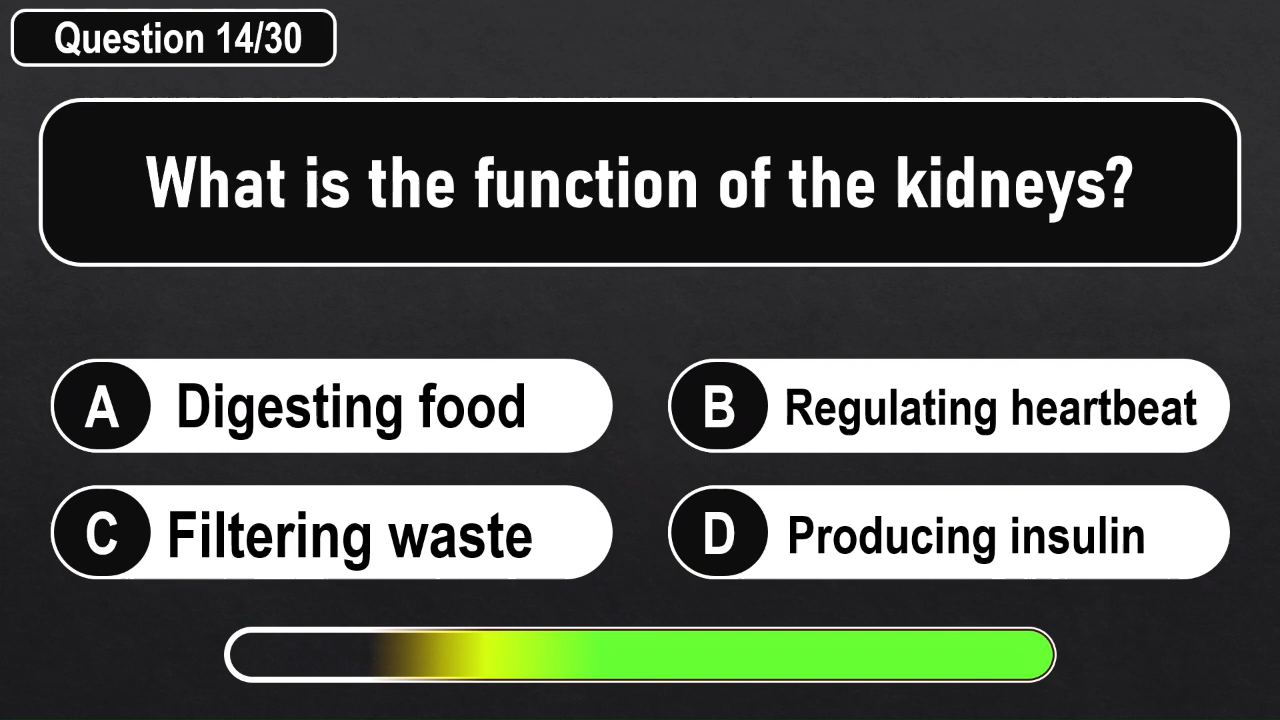 Question 14/30
What is the function of the kidneys?
A Digesting food
B Regulating heartbeat
C Filtering waste
D Producing insulin